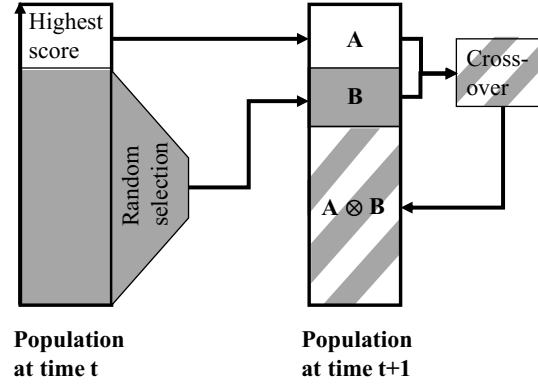 Highest
score
Random
selection
A
B
A ⊗ B
Cross-
over
Population
at time t
Population
at time t+1